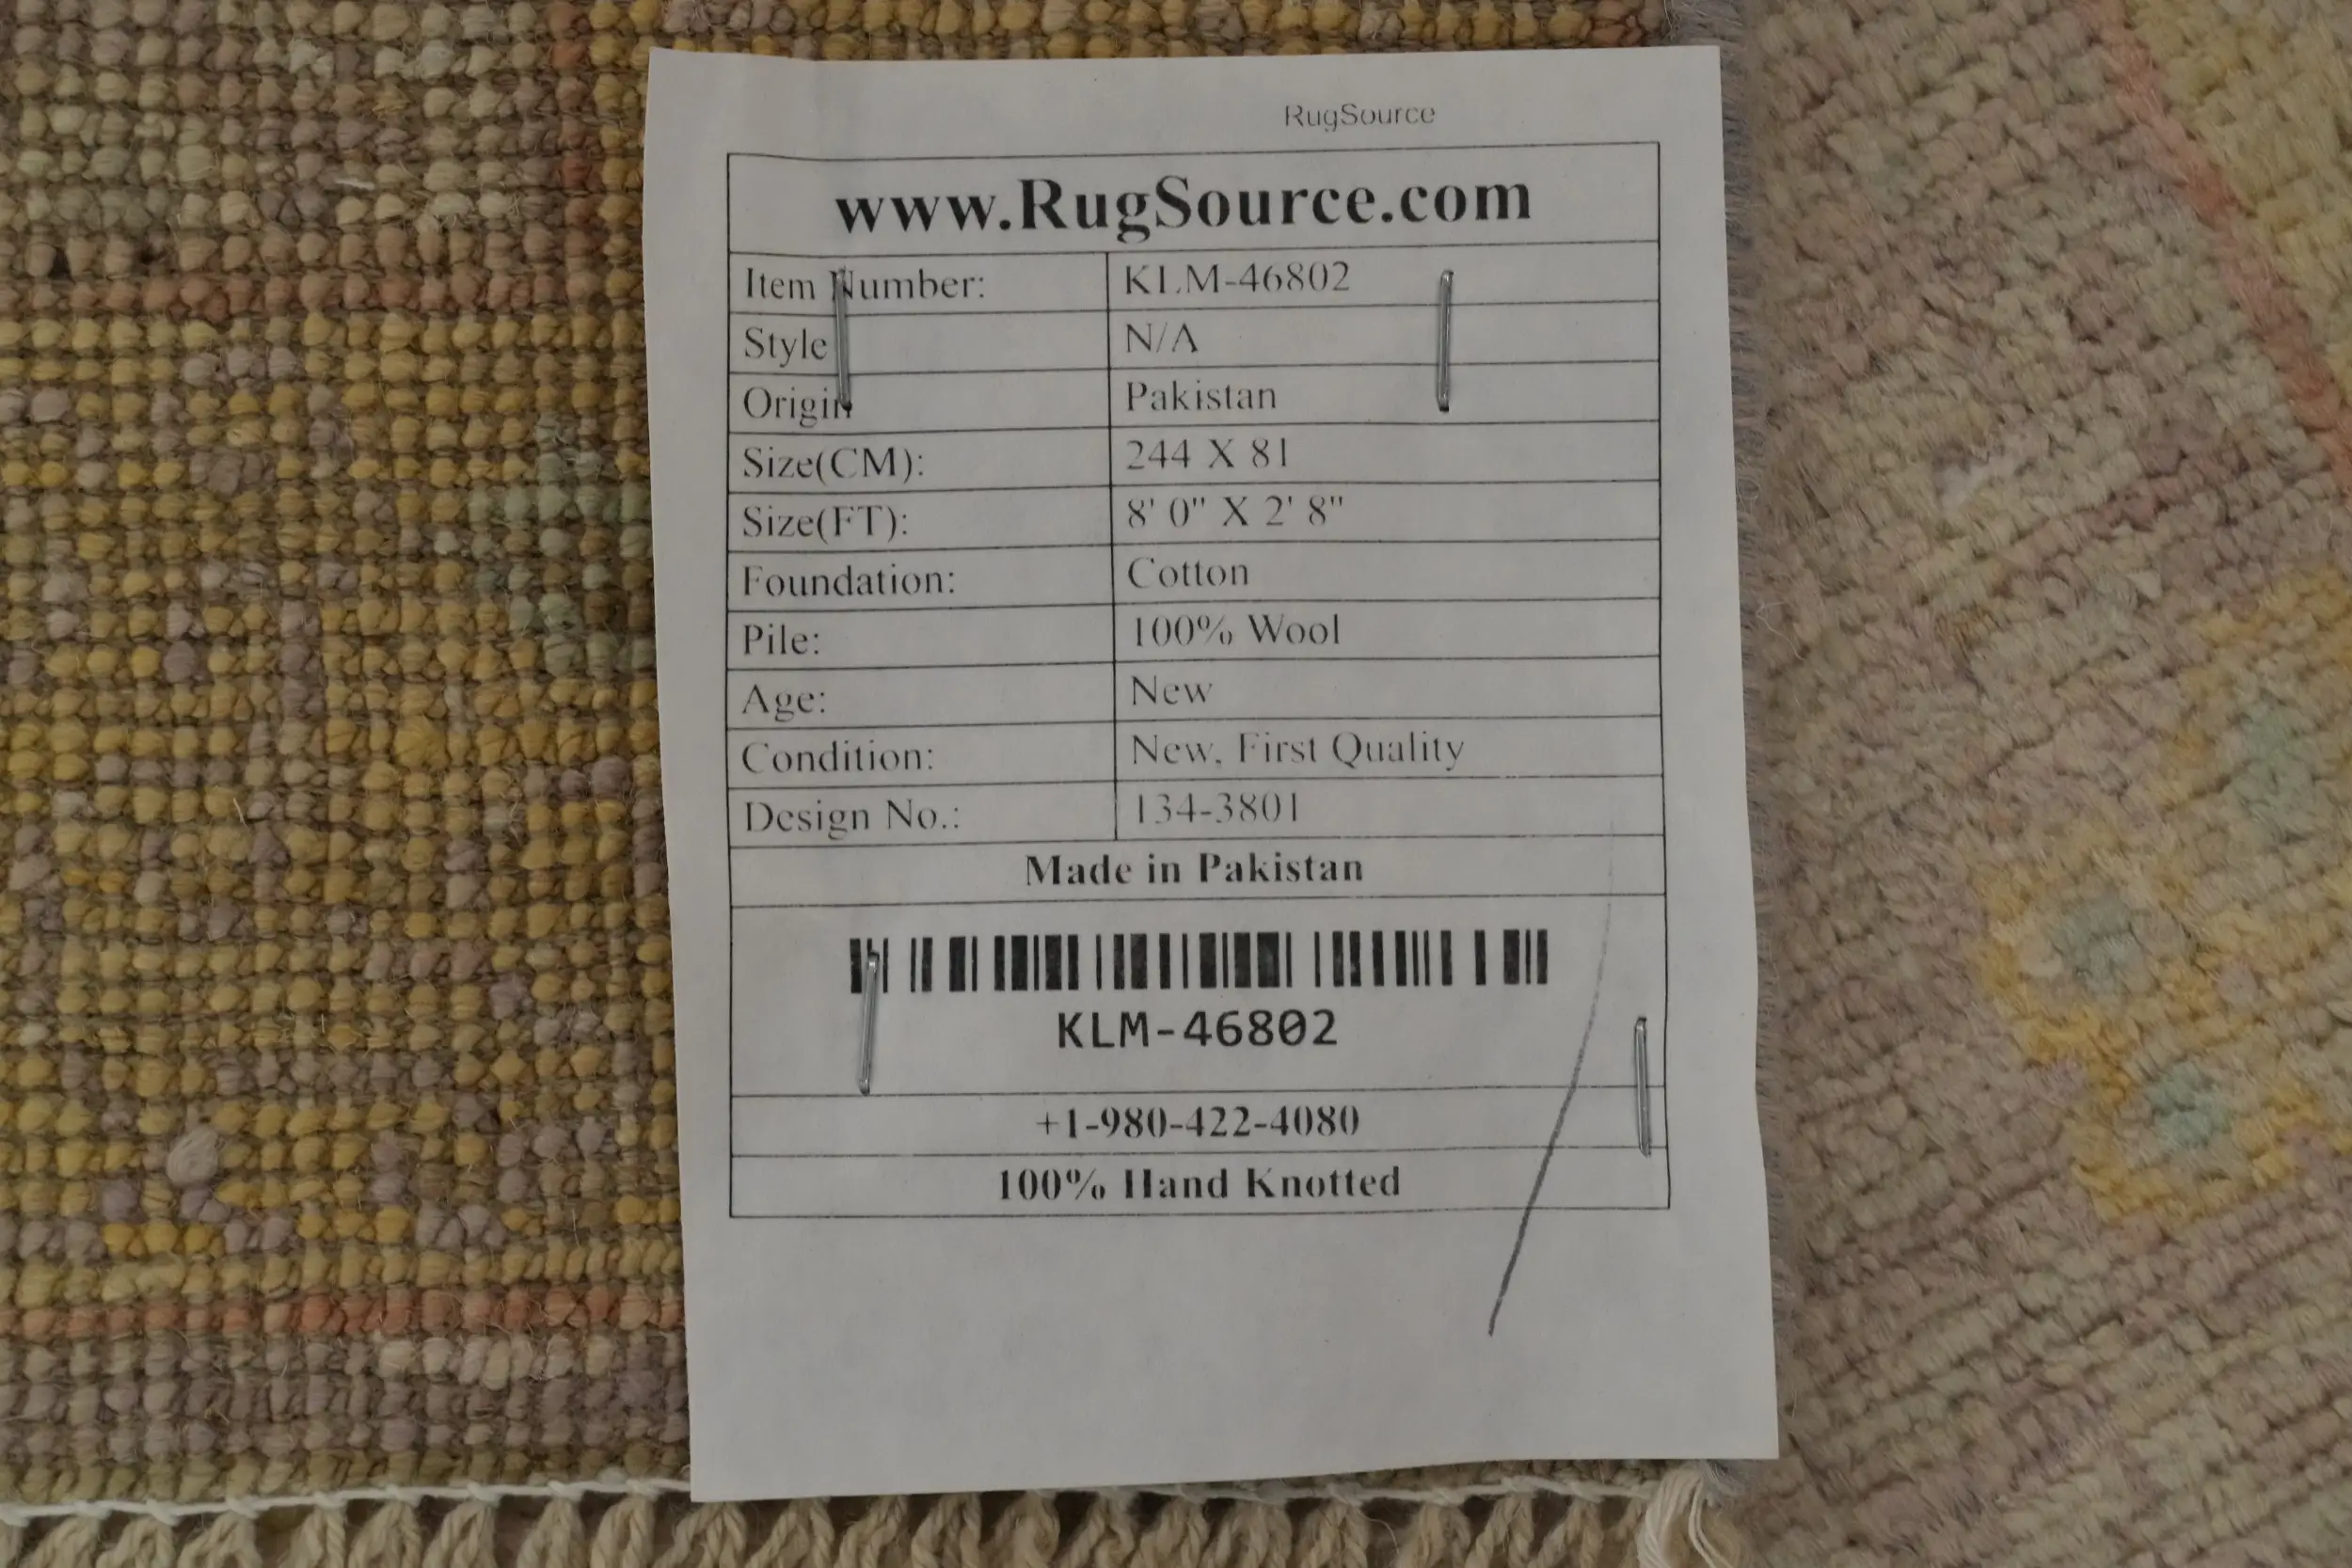 RugSource
www.RugSource.com
Item Number: KLM-46802
Style N/A
Origin Pakistan
Size(CM): 244 X 81
Size(FT): 8' 0" X 2' 8"
Foundation: Cotton
Pile: 100% Wool
Age: New
Condition: New, First Quality
Design No.: 134-3801
Made in Pakistan
KLM-46802
+1-980-422-4080
100% Hand Knotted